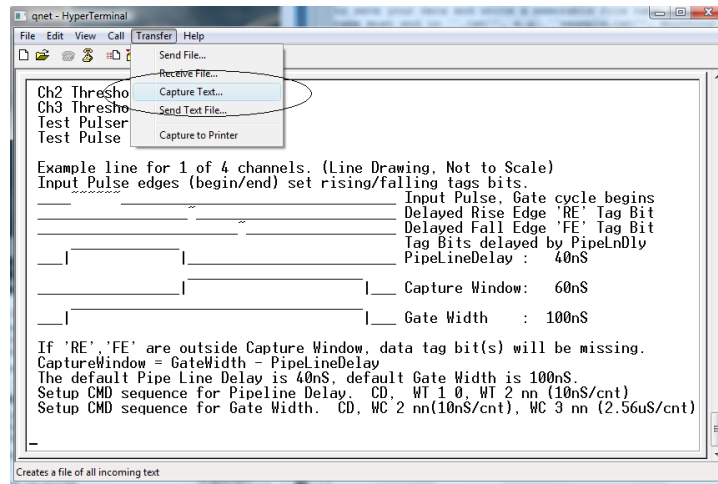 qnet - HyperTerminal
File Edit View Call Transfer Help
Send File...
Receive File...
Capture Text...
Send Text File...
Capture to Printer
Ch2 Thresho
Ch3 Thresho
Test Pulser
Test Pulse
Example line for 1 of 4 channels. (Line Drawing, Not to Scale)
Input Pulse edges (begin/end) set rising/falling tags bits.
Input Pulse, Gate cycle begins
Delayed Rise Edge 'RE' Tag Bit
Delayed Fall Edge 'FE' Tag Bit
Tag Bits delayed by PipeLnDly
PipeLineDelay : 40nS
Capture Window: 60nS
Gate Width : 100nS
If 'RE','FE' are outside Capture Window, data tag bit(s) will be missing.
CaptureWindow = GateWidth - PipeLineDelay
The default Pipe Line Delay is 40nS, default Gate Width is 100nS.
Setup CMD sequence for Pipeline Delay. CD, WT 1 0, WT 2 nn (10nS/cnt)
Setup CMD sequence for Gate Width. CD, WC 2 nn(10nS/cnt), WC 3 nn (2.56uS/cnt)
Creates a file of all incoming text